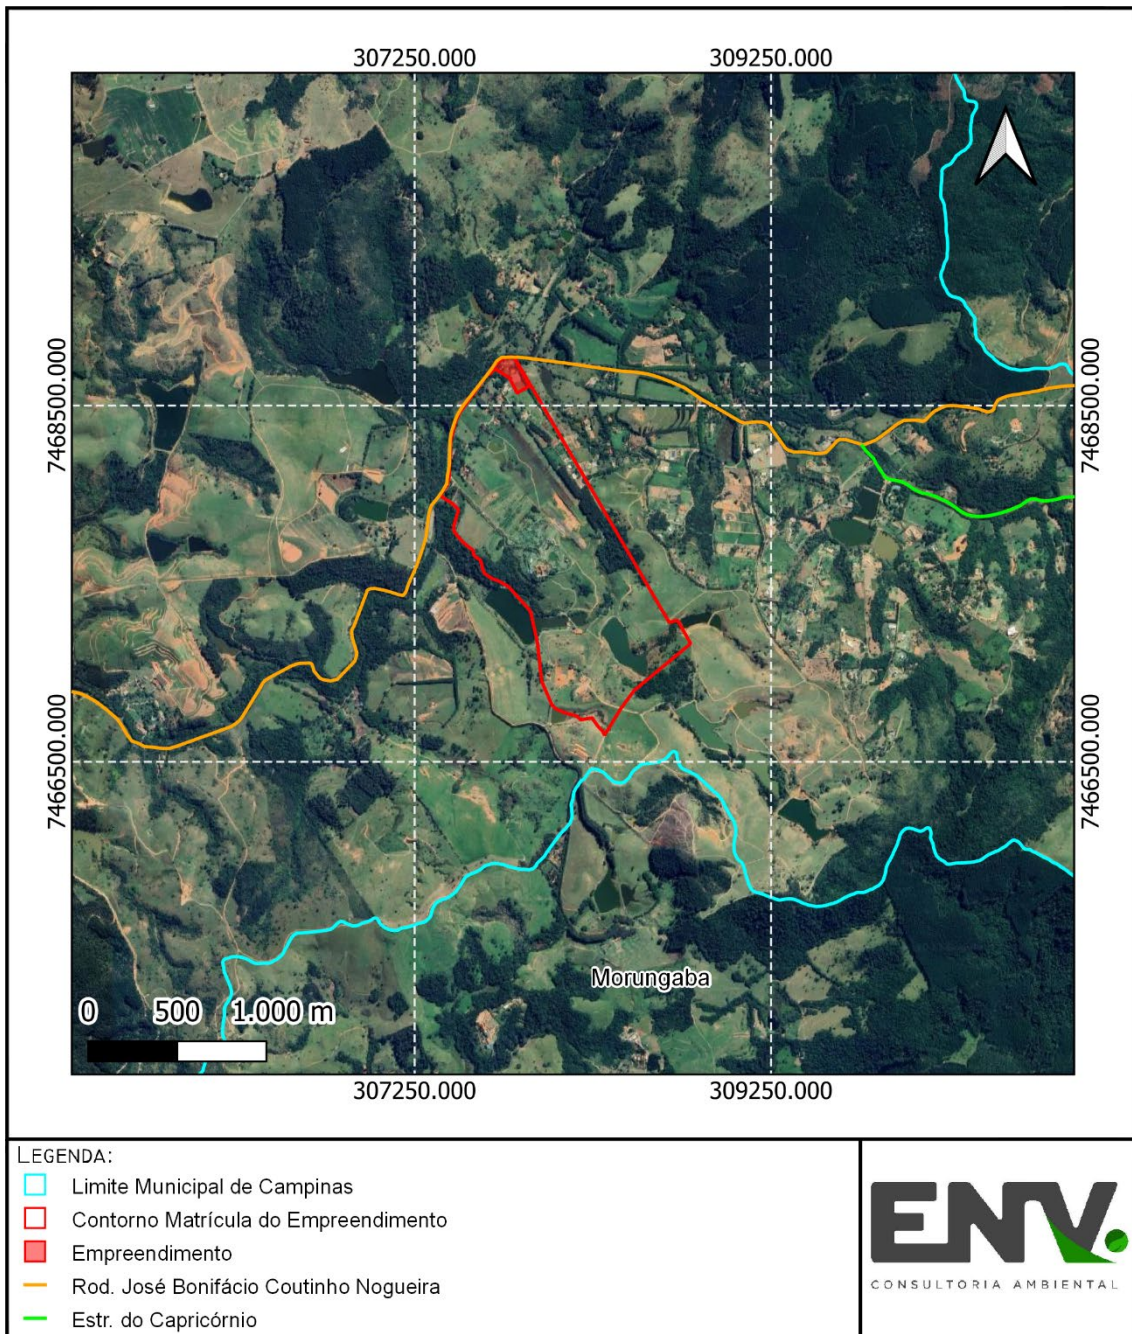 307250.000 309250.000
7468500.000 7468500.000
7466500.000 7466500.000
Morungaba
0 500 1.000 m
307250.000 309250.000
LEGENDA:
Limite Municipal de Campinas
Contorno Matrícula do Empreendimento
Empreendimento
Rod. José Bonifácio Coutinho Nogueira
Estr. do Capricórnio
ENV.
CONSULTORIA AMBIENTAL